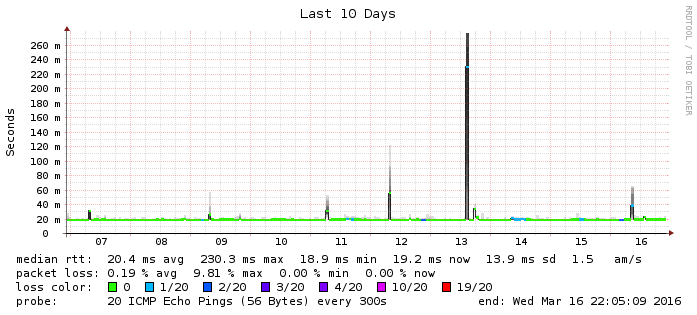 Last 10 Days
RRDTOOL / TOBI OETIKER
Seconds
260 m
240 m
220 m
200 m
180 m
160 m
140 m
120 m
100 m
80 m
60 m
40 m
20 m
0
07 08 09 10 11 12 13 14 15 16
median rtt: 20.4 ms avg 230.3 ms max 18.9 ms min 19.2 ms now 13.9 ms sd 1.5 am/s
packet loss: 0.19 % avg 9.81 % max 0.00 % min 0.00 % now
loss color: 0 1/20 2/20 3/20 4/20 10/20 19/20
probe: 20 ICMP Echo Pings (56 Bytes) every 300s end: Wed Mar 16 22:05:09 2016